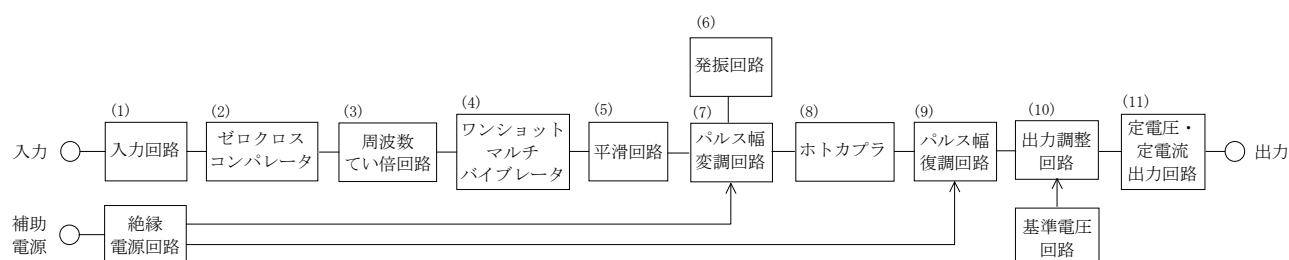 (6)
発振回路
(1)
入力回路
(2)
ゼロクロス
コンパレータ
(3)
周波数
てい倍回路
(4)
ワンショット
マルチ
バイブレータ
(5)
平滑回路
(7)
パルス幅
変調回路
(8)
ホトカプラ
(9)
パルス幅
復調回路
(10)
出力調整
回路
(11)
定電圧・
定電流
出力回路
入力
出力
補助
電源
絶縁
電源回路
基準電圧
回路